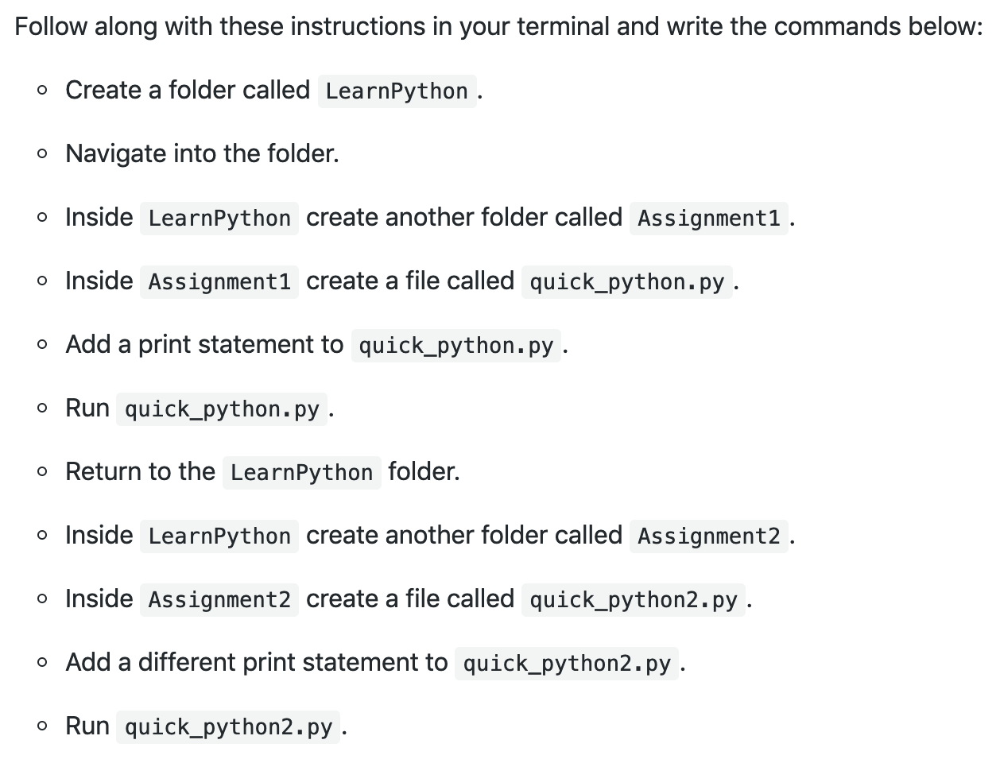 Follow along with these instructions in your terminal and write the commands below:
Create a folder called LearnPython.
Navigate into the folder.
Inside LearnPython create another folder called Assignment1.
Inside Assignment1 create a file called quick_python.py.
Add a print statement to quick_python.py.
Run quick_python.py.
Return to the LearnPython folder.
Inside LearnPython create another folder called Assignment2.
Inside Assignment2 create a file called quick_python2.py.
Add a different print statement to quick_python2.py.
Run quick_python2.py.